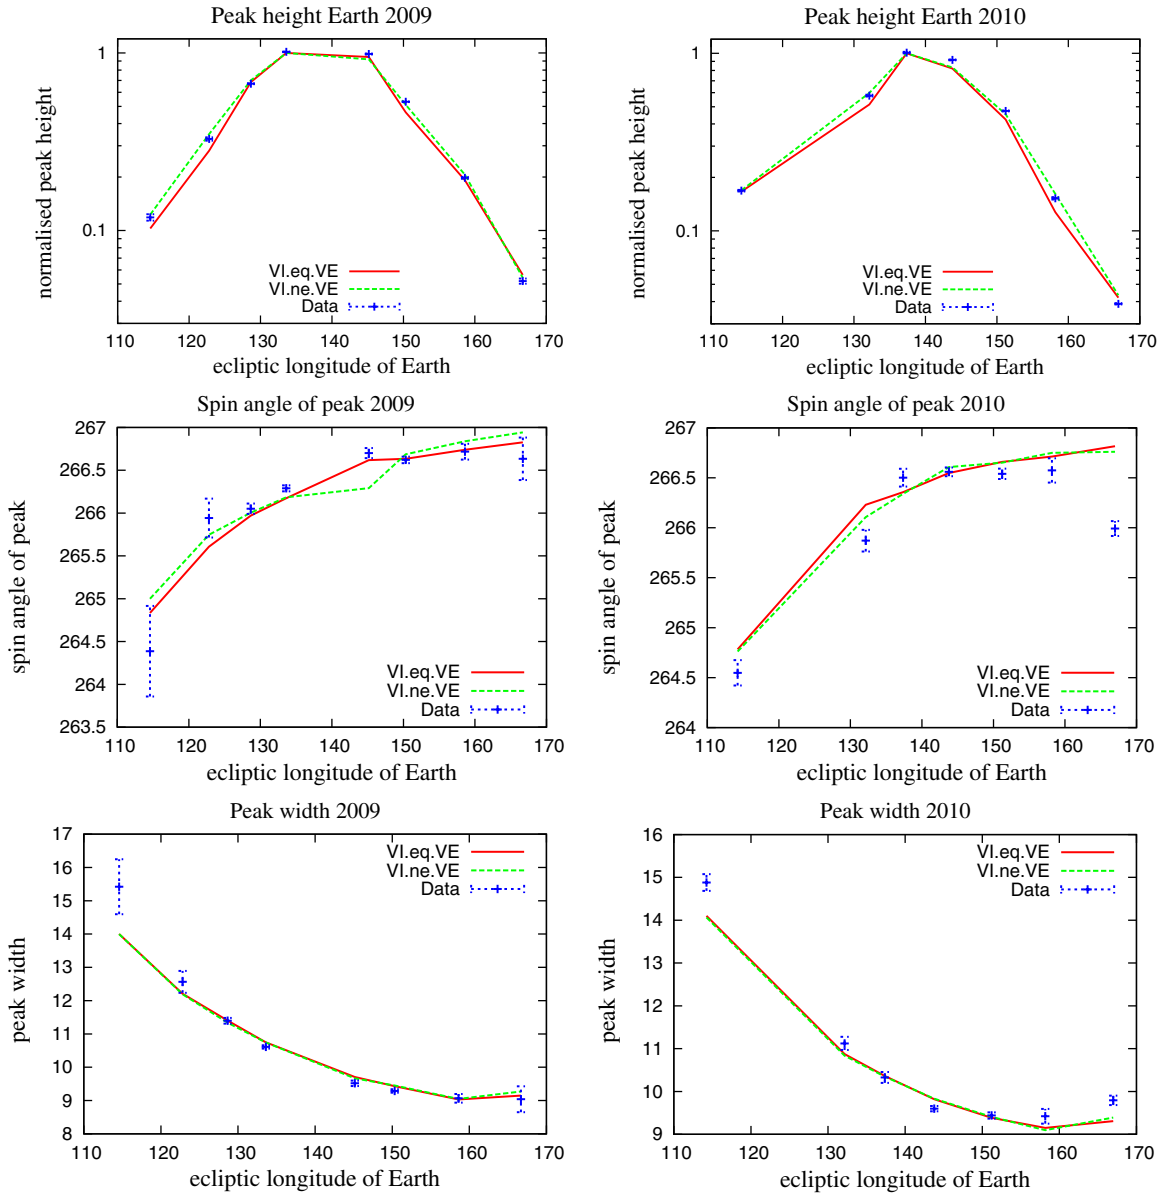 Peak height Earth 2009
1
0.1
normalised peak height
VI.eq.VE
VI.ne.VE
Data
110 120 130 140 150 160 170
ecliptic longitude of Earth
Peak height Earth 2010
1
0.1
normalised peak height
VI.eq.VE
VI.ne.VE
Data
110 120 130 140 150 160 170
ecliptic longitude of Earth
Spin angle of peak 2009
267
266.5
266
265.5
265
264.5
264
263.5
spin angle of peak
VI.eq.VE
VI.ne.VE
Data
110 120 130 140 150 160 170
ecliptic longitude of Earth
Spin angle of peak 2010
267
266.5
266
265.5
265
264.5
264
spin angle of peak
VI.eq.VE
VI.ne.VE
Data
110 120 130 140 150 160 170
ecliptic longitude of Earth
Peak width 2009
17
16
15
14
13
12
11
10
9
8
peak width
VI.eq.VE
VI.ne.VE
Data
110 120 130 140 150 160 170
ecliptic longitude of Earth
Peak width 2010
16
15
14
13
12
11
10
9
peak width
VI.eq.VE
VI.ne.VE
Data
110 120 130 140 150 160 170
ecliptic longitude of Earth